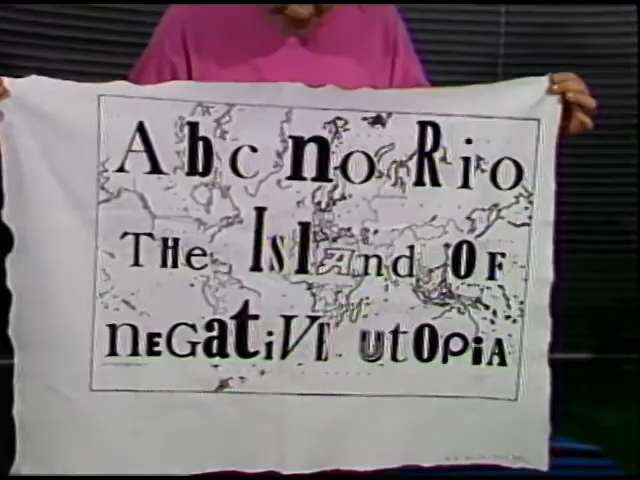 Abc no Rio
THe IslAnd OF
neGatiVE utopiA